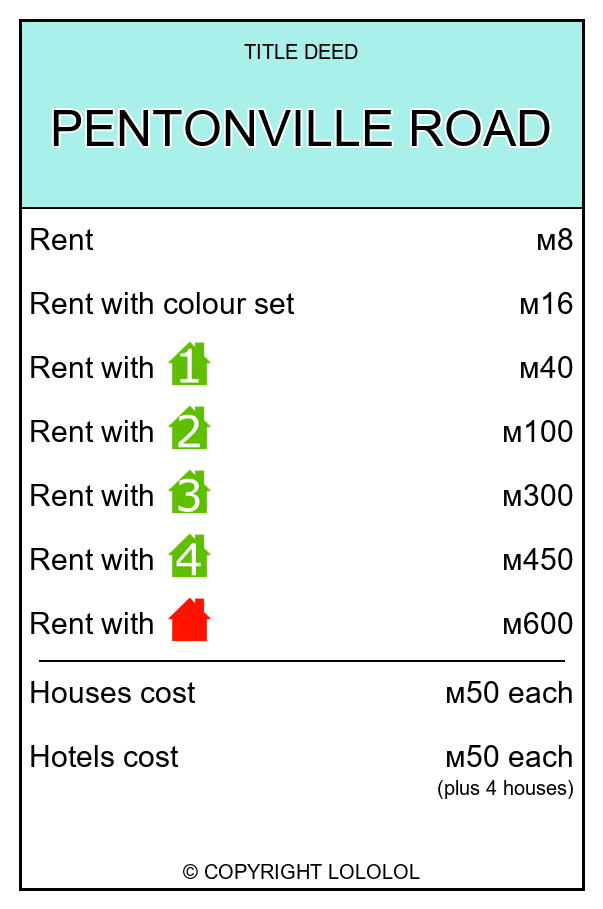 TITLE DEED
PENTONVILLE ROAD
Rent м8
Rent with colour set м16
Rent with 1 м40
Rent with 2 м100
Rent with 3 м300
Rent with 4 м450
Rent with м600
Houses cost м50 each
Hotels cost м50 each
(plus 4 houses)
© COPYRIGHT LOLOLOL